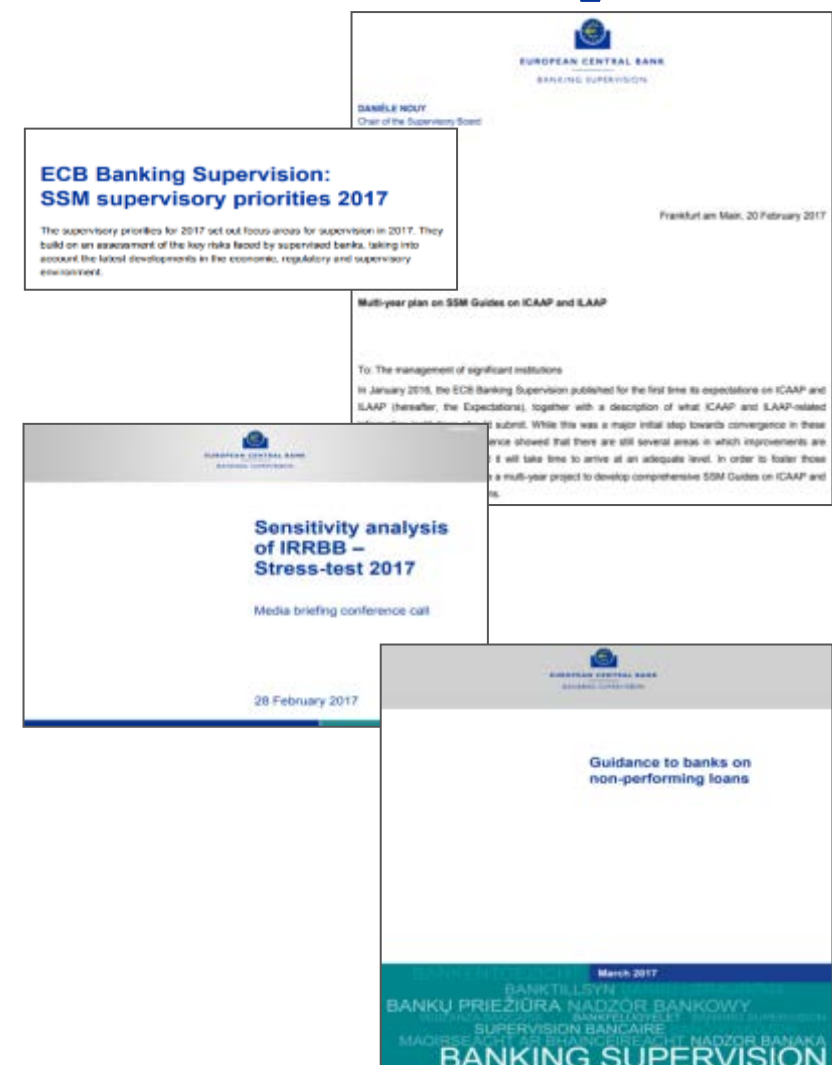 EUROPEAN CENTRAL BANK
BANKING SUPERVISION
DANIÈLE NOUY
Chair of the Supervisory Board
ECB Banking Supervision:
SSM supervisory priorities 2017
The supervisory priorities for 2017 set out focus areas for supervision in 2017. They
build on an assessment of the key risks faced by supervised banks, taking into
account the latest developments in the economic, regulatory and supervisory
environment.
Frankfurt am Main, 20 February 2017
Multi-year plan on SSM Guides on ICAAP and ILAAP
To: The management of significant institutions
In January 2016, the ECB Banking Supervision published for the first time its expectations on ICAAP and
ILAAP (hereafter, the Expectations), together with a description of what ICAAP and ILAAP-related
submit. While this was a major initial step towards convergence in these
ence showed that there are still several areas in which improvements are
it will take time to arrive at an adequate level. In order to foster those
a multi-year project to develop comprehensive SSM Guides on ICAAP and
ns.
EUROPEAN CENTRAL BANK
BANKING SUPERVISION
Sensitivity analysis
of IRRBB –
Stress-test 2017
Media briefing conference call
28 February 2017
EUROPEAN CENTRAL BANK
BANKING SUPERVISION
Guidance to banks on
non-performing loans
March 2017
BANKTILLSYN
BANKŲ PRIEŽIŪRA NADZÓR BANKOWY
BANKFELÜGYELET
SUPERVISION BANCAIRE
MAOIRSEACHT AR BHAINCÉIREACHT NADZOR BANAKA
BANKING SUPERVISION